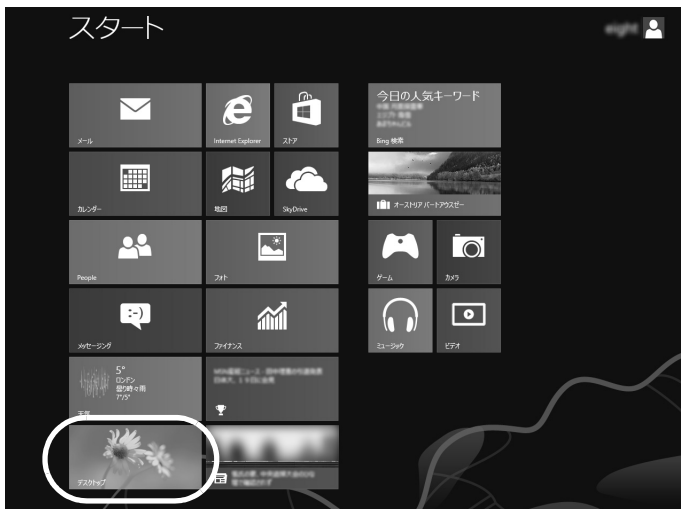 スタート
メール
Internet Explorer
ストア
カレンダー
地図
SkyDrive
People
フォト
メッセージング
ファイナンス
5°
ロンドン
曇り時々雨
7°/5°
天気
デスクトップ
今日の人気キーワード
Bing 検索
オーストリア バートアウスゼー
ゲーム
カメラ
ミュージック
ビデオ